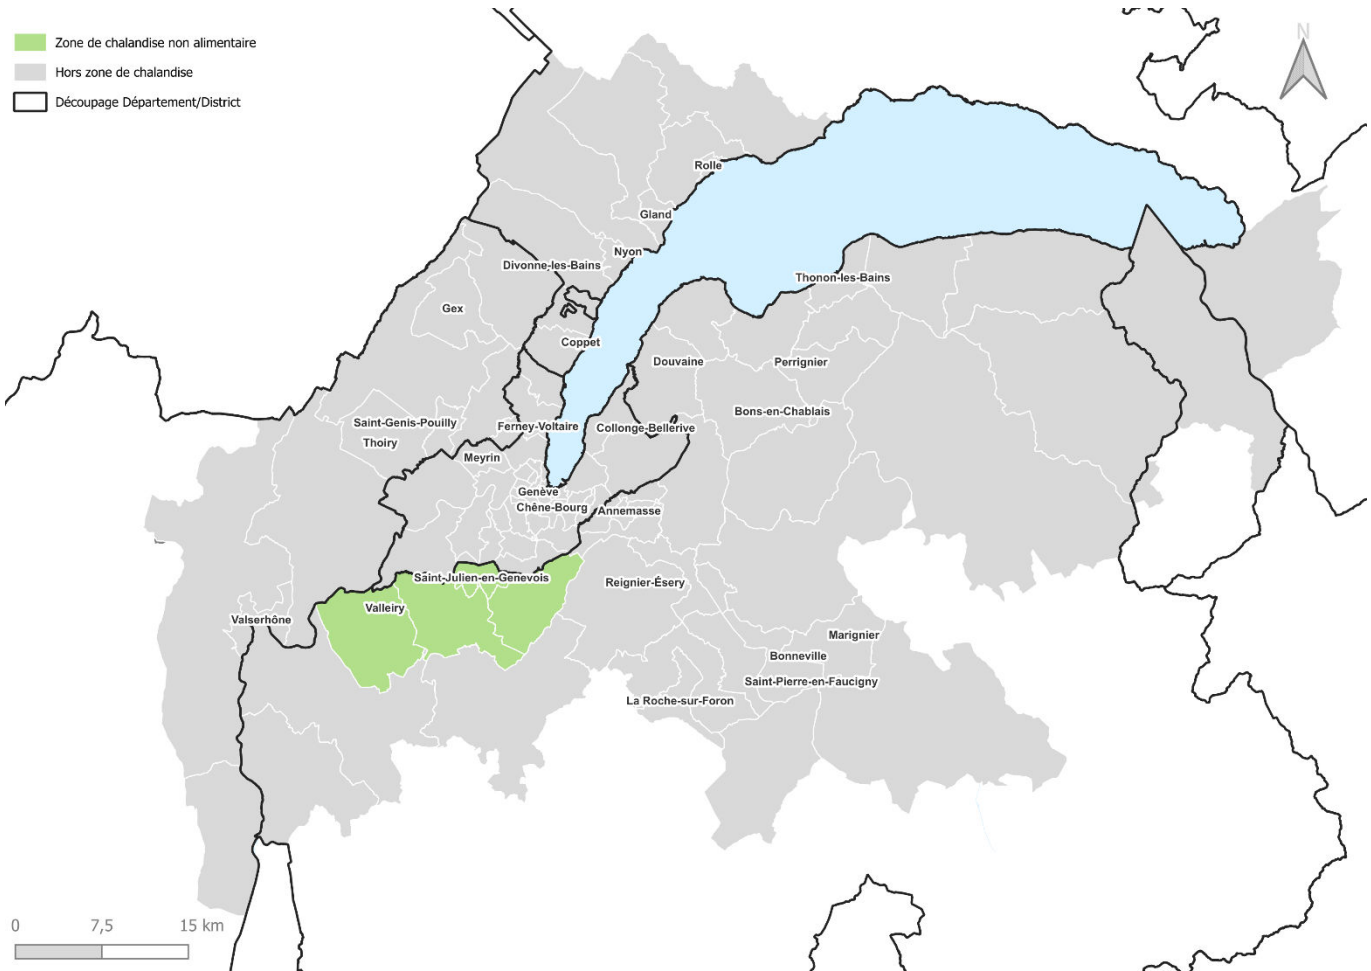 Zone de chalandise non alimentaire
Hors zone de chalandise
Découpage Département/District
N
Rolle
Gland
Nyon
Divonne-les-Bains
Thonon-les-Bains
Gex
Coppet
Douvaine
Perrignier
Bons-en-Chablais
Saint-Genis-Pouilly
Ferney-Voltaire
Collonge-Bellerive
Thoiry
Meyrin
Genève
Chêne-Bourg
Annemasse
Saint-Julien-en-Genevois
Reignier-Ésery
Valleiry
Valserhône
Marignier
Bonneville
Saint-Pierre-en-Faucigny
La Roche-sur-Foron
0 7,5 15 km